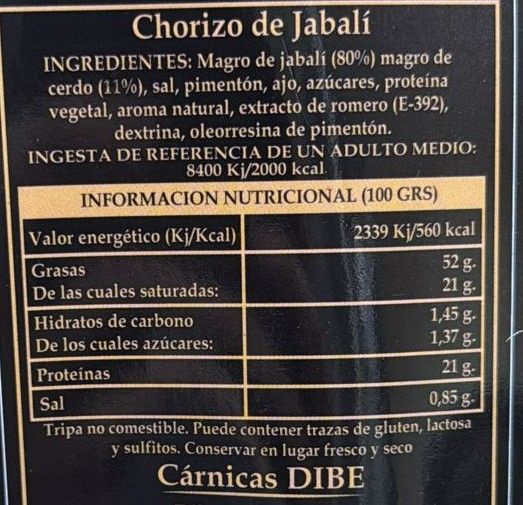 Chorizo de Jabalí
INGREDIENTES: Magro de jabalí (80%) magro de
cerdo (11%), sal, pimentón, ajo, azúcares, proteína
vegetal, aroma natural, extracto de romero (E-392),
dextrina, oleorresina de pimentón.
INGESTA DE REFERENCIA DE UN ADULTO MEDIO:
8400 Kj/2000 kcal.
INFORMACION NUTRICIONAL (100 GRS)
Valor energético (Kj/Kcal) 2339 Kj/560 kcal
Grasas 52 g.
De las cuales saturadas: 21 g.
Hidratos de carbono 1,45 g.
De los cuales azúcares: 1,37 g.
Proteínas 21 g.
Sal 0,85 g.
Tripa no comestible. Puede contener trazas de gluten, lactosa
y sulfitos. Conservar en lugar fresco y seco
Cárnicas DIBE